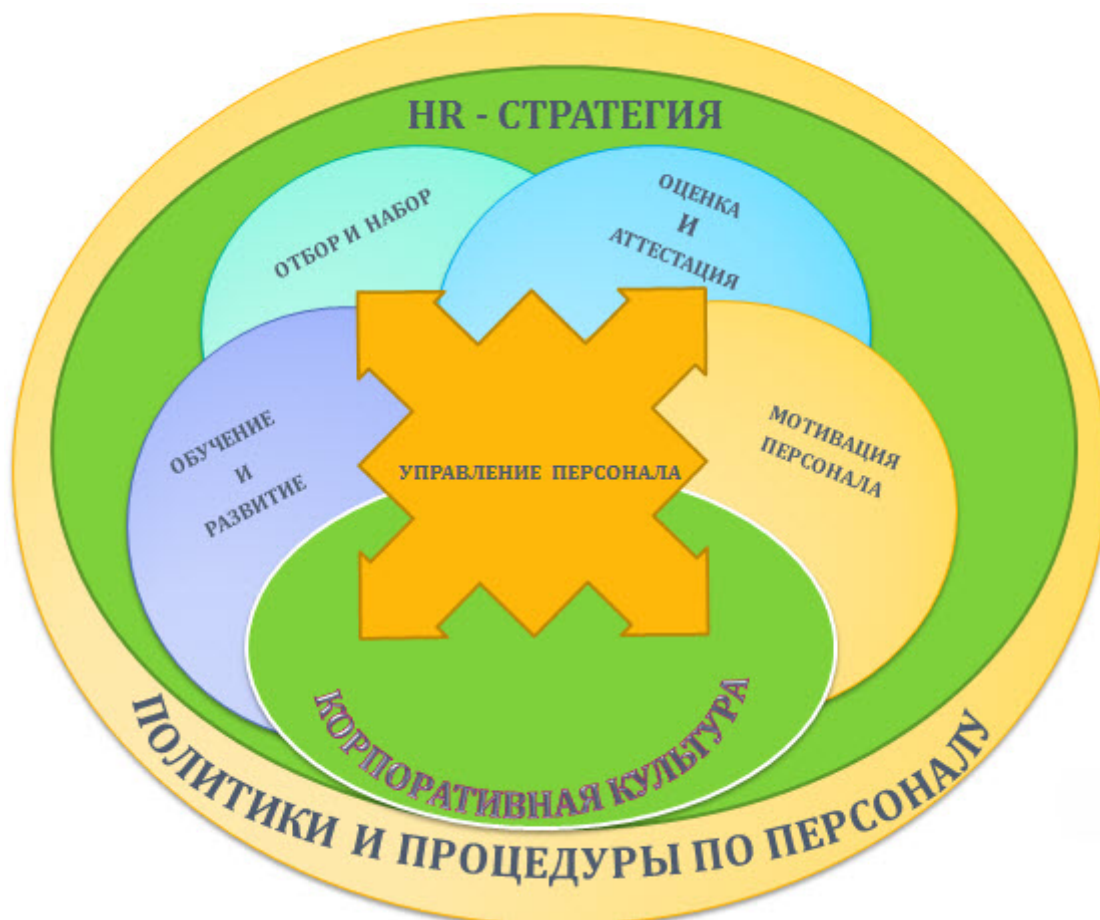 HR - СТРАТЕГИЯ
ОТБОР И НАБОР
ОЦЕНКА
И
АТТЕСТАЦИЯ
ОБУЧЕНИЕ
И
РАЗВИТИЕ
МОТИВАЦИЯ
ПЕРСОНАЛА
УПРАВЛЕНИЕ ПЕРСОНАЛА
КОРПОРАТИВНАЯ КУЛЬТУРА
ПОЛИТИКИ И ПРОЦЕДУРЫ ПО ПЕРСОНАЛУ